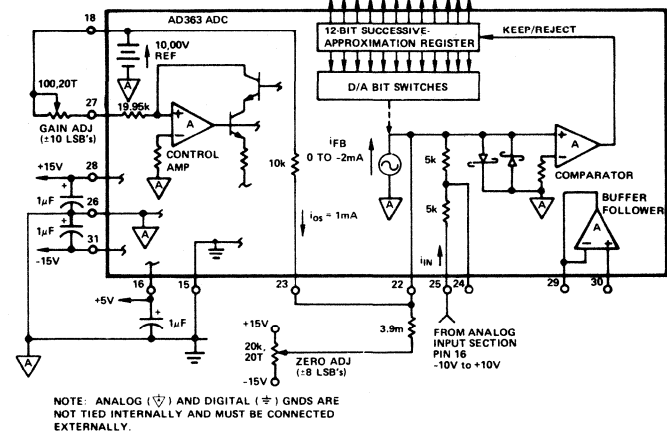 18
AD363 ADC
10,00V
REF
A
100,20T
27
19.95k
GAIN ADJ
(±10 LSB's)
A
CONTROL
AMP
A
+15V
28
+
1µF
26
+
1µF
31
-15V
A
10k
iOS = 1mA
12-BIT SUCCESSIVE-
APPROXIMATION REGISTER
KEEP/REJECT
D/A BIT SWITCHES
iFB
0 TO -2mA
A
5k
5k
iIN
+
A
COMPARATOR
A
BUFFER
FOLLOWER
A
- +
16
15
23
22
25
24
29
30
+5V
+
1µF
A
3.9m
+15V
20k,
20T
-15V
ZERO ADJ
(±8 LSB's)
FROM ANALOG
INPUT SECTION
PIN 16
-10V to +10V
NOTE: ANALOG (⏚) AND DIGITAL (⏚) GNDS ARE
NOT TIED INTERNALLY AND MUST BE CONNECTED
EXTERNALLY.